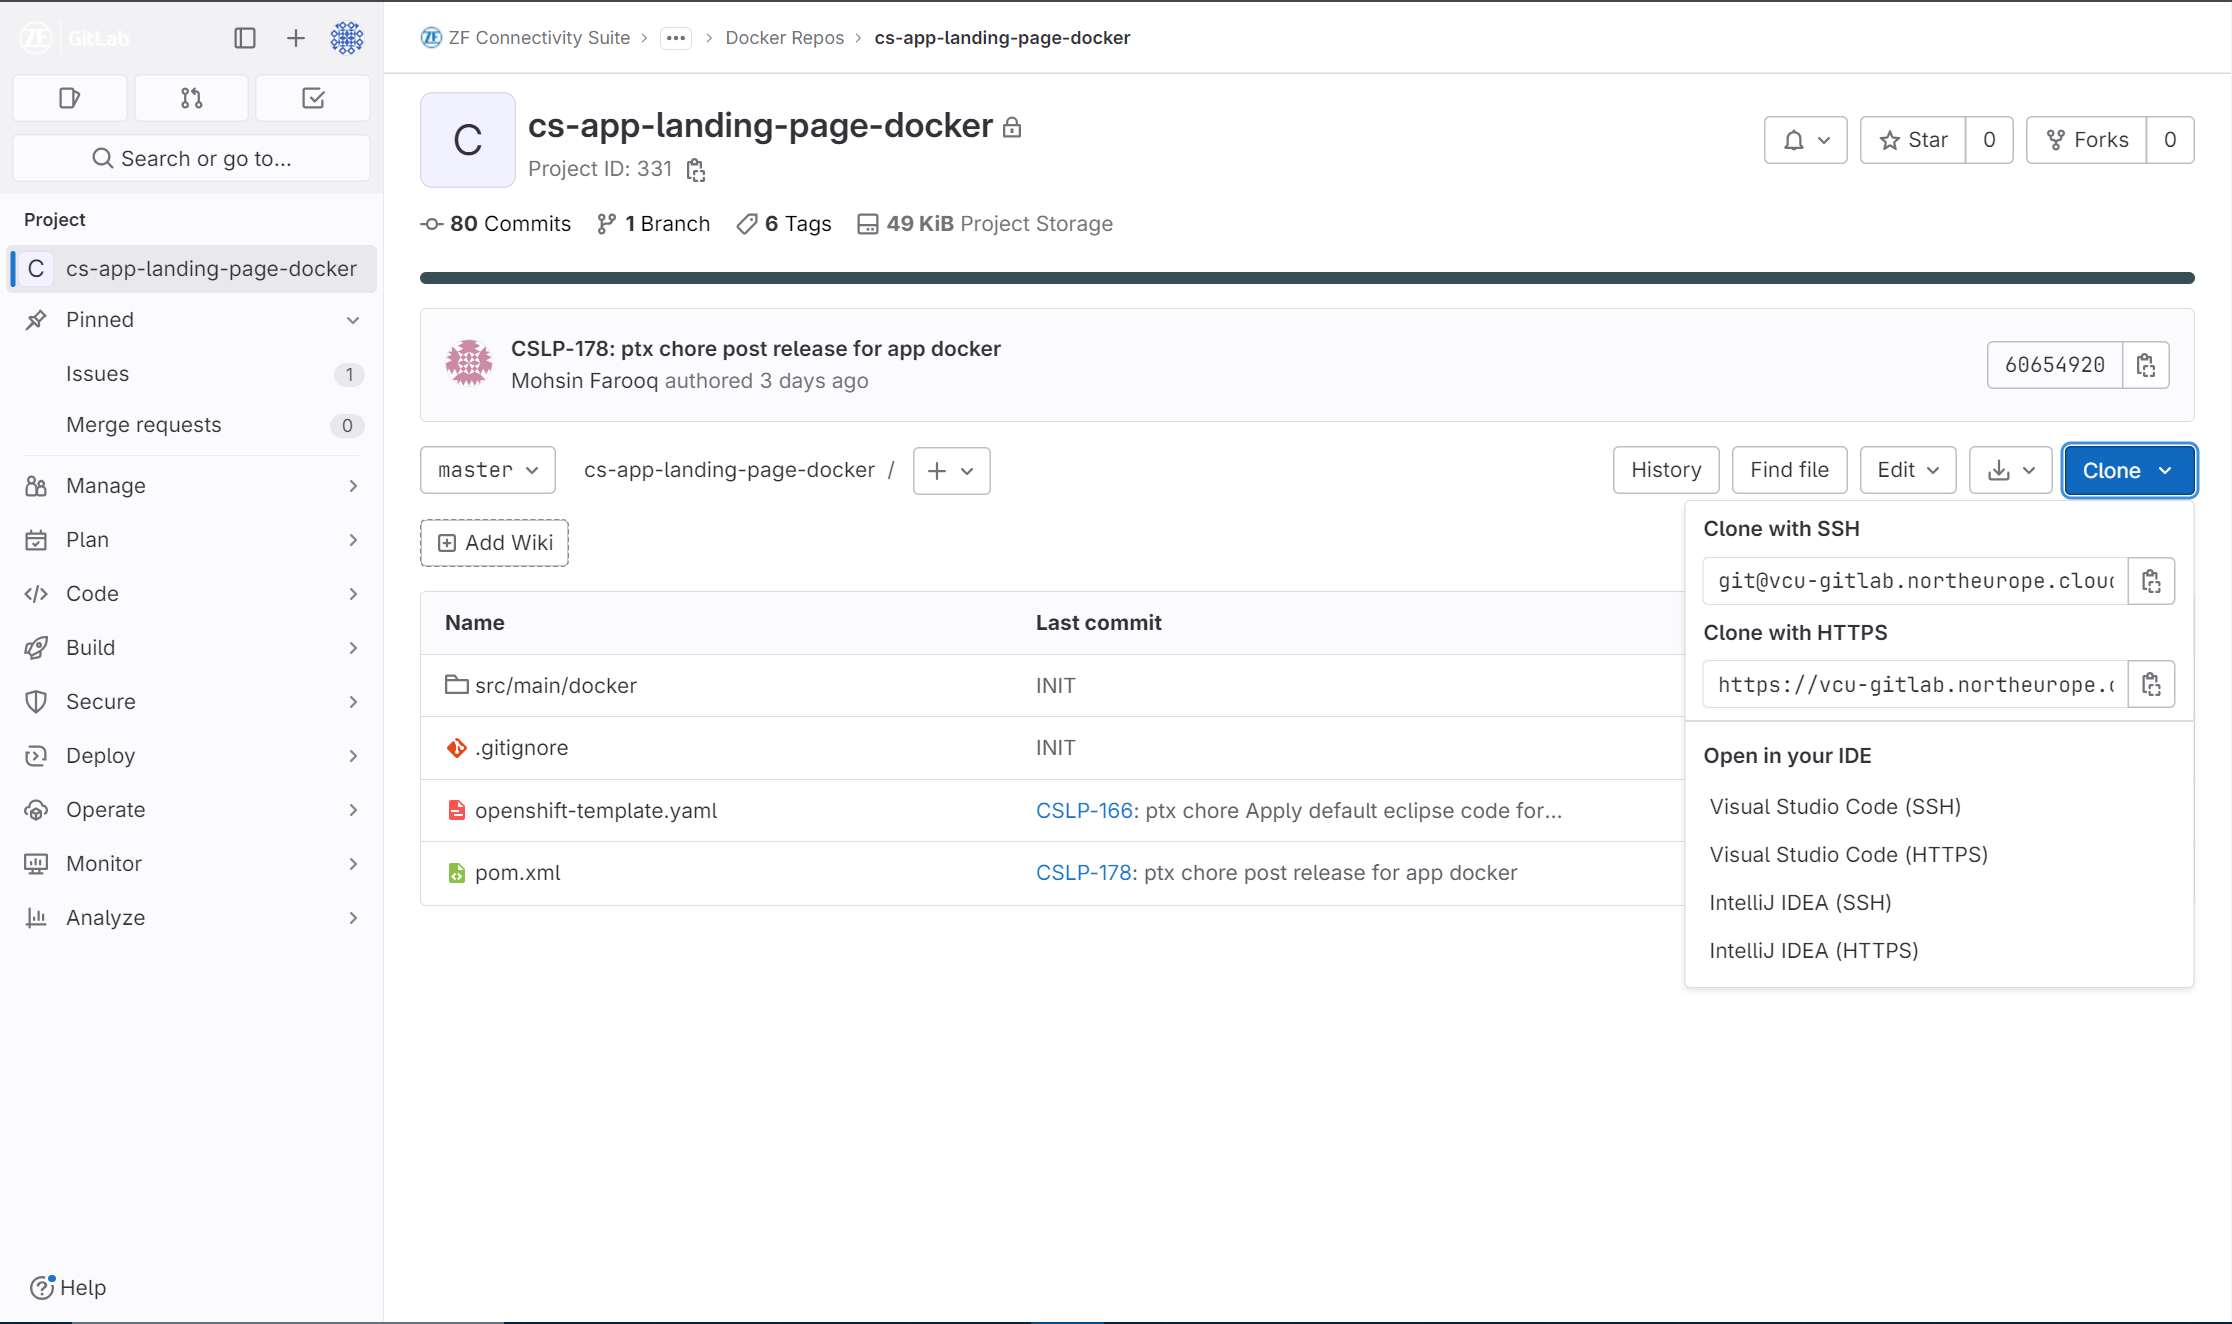 ZF GitLab
Search or go to...
Project
C cs-app-landing-page-docker
Pinned
Issues 1
Merge requests 0
Manage
Plan
Code
Build
Secure
Deploy
Operate
Monitor
Analyze
Help
ZF ZF Connectivity Suite > ... > Docker Repos > cs-app-landing-page-docker
C
cs-app-landing-page-docker
Project ID: 331
Star 0
Forks 0
80 Commits 1 Branch 6 Tags 49 KiB Project Storage
CSLP-178: ptx chore post release for app docker
Mohsin Farooq authored 3 days ago
60654920
master
cs-app-landing-page-docker /
History
Find file
Edit
Clone
Add Wiki
Name Last commit
src/main/docker INIT
.gitignore INIT
openshift-template.yaml CSLP-166: ptx chore Apply default eclipse code for...
pom.xml CSLP-178: ptx chore post release for app docker
Clone with SSH
git@vcu-gitlab.northeurope.clou
Clone with HTTPS
https://vcu-gitlab.northeurope.
Open in your IDE
Visual Studio Code (SSH)
Visual Studio Code (HTTPS)
IntelliJ IDEA (SSH)
IntelliJ IDEA (HTTPS)